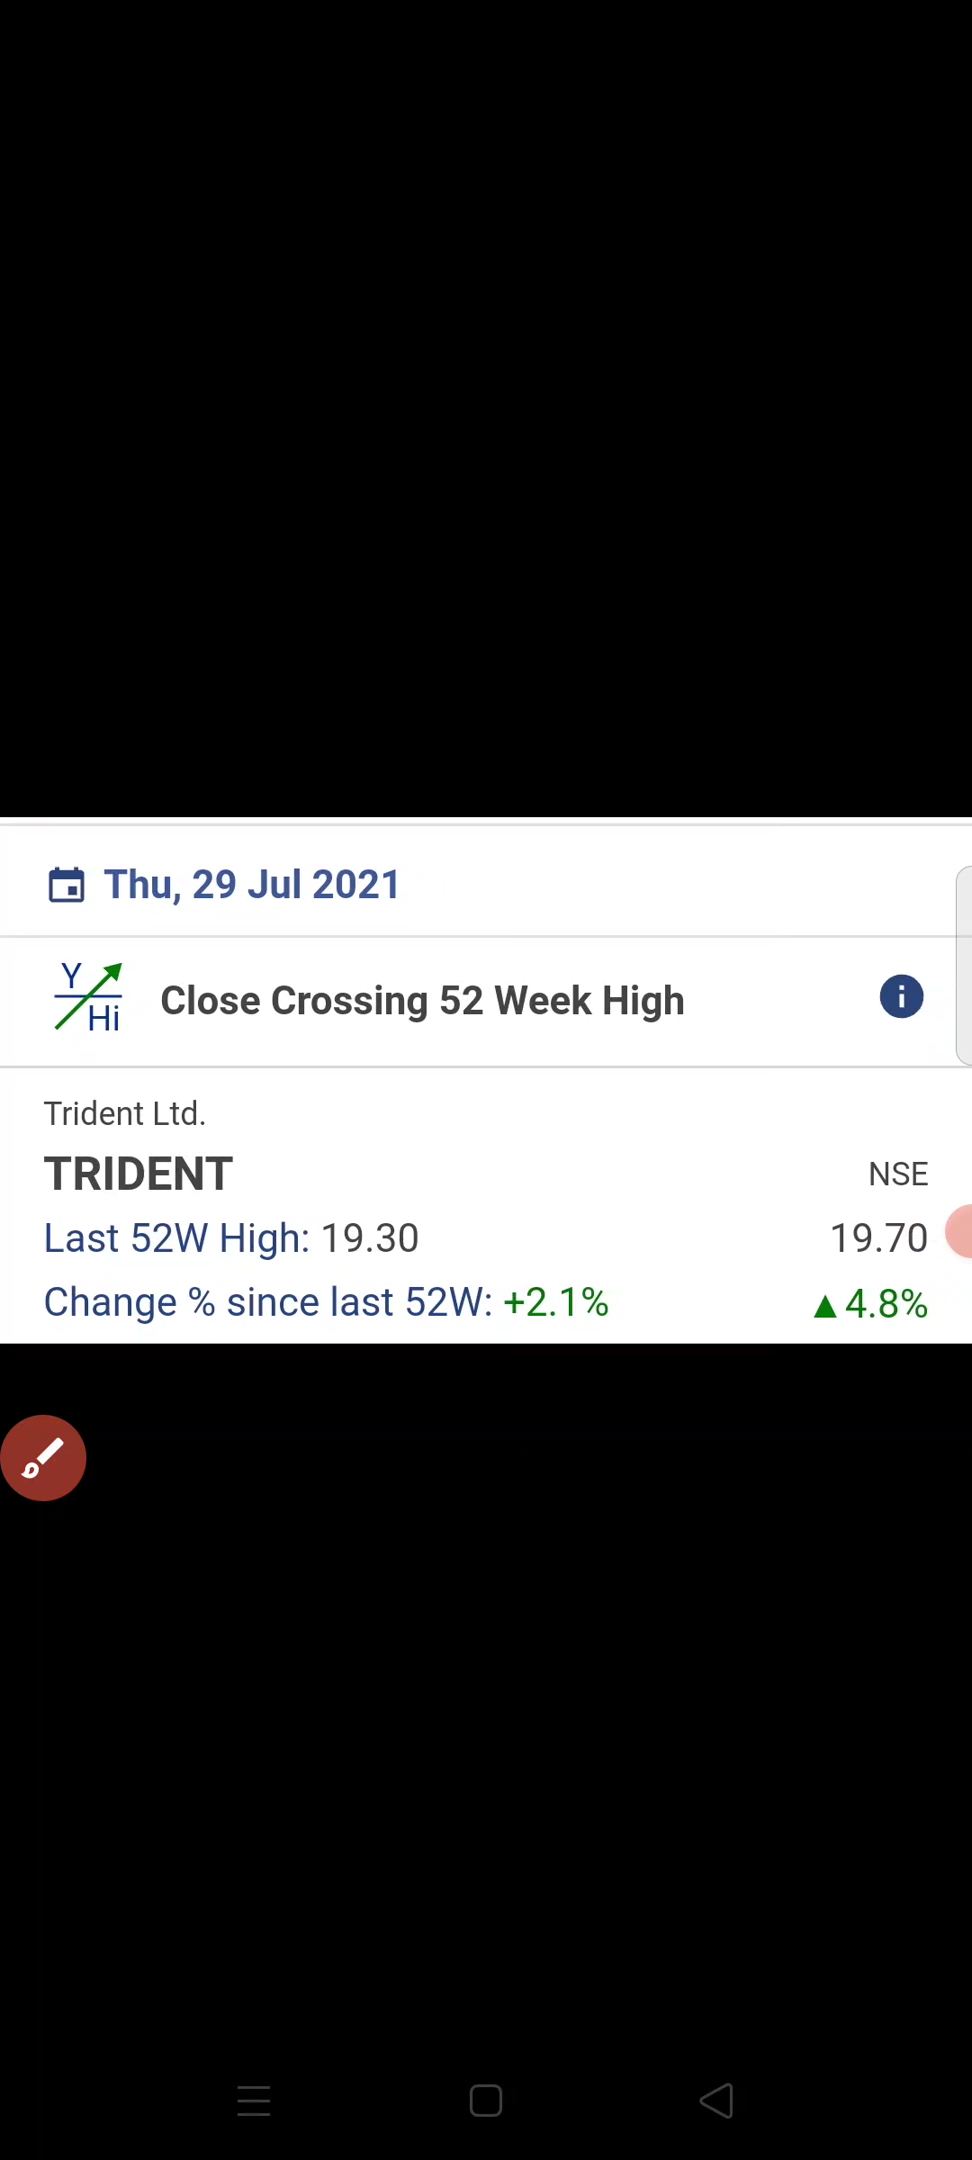 Thu, 29 Jul 2021
Y
Hi
Close Crossing 52 Week High
i
Trident Ltd.
TRIDENT
NSE
Last 52W High: 19.30
19.70
Change % since last 52W: +2.1%
▲4.8%